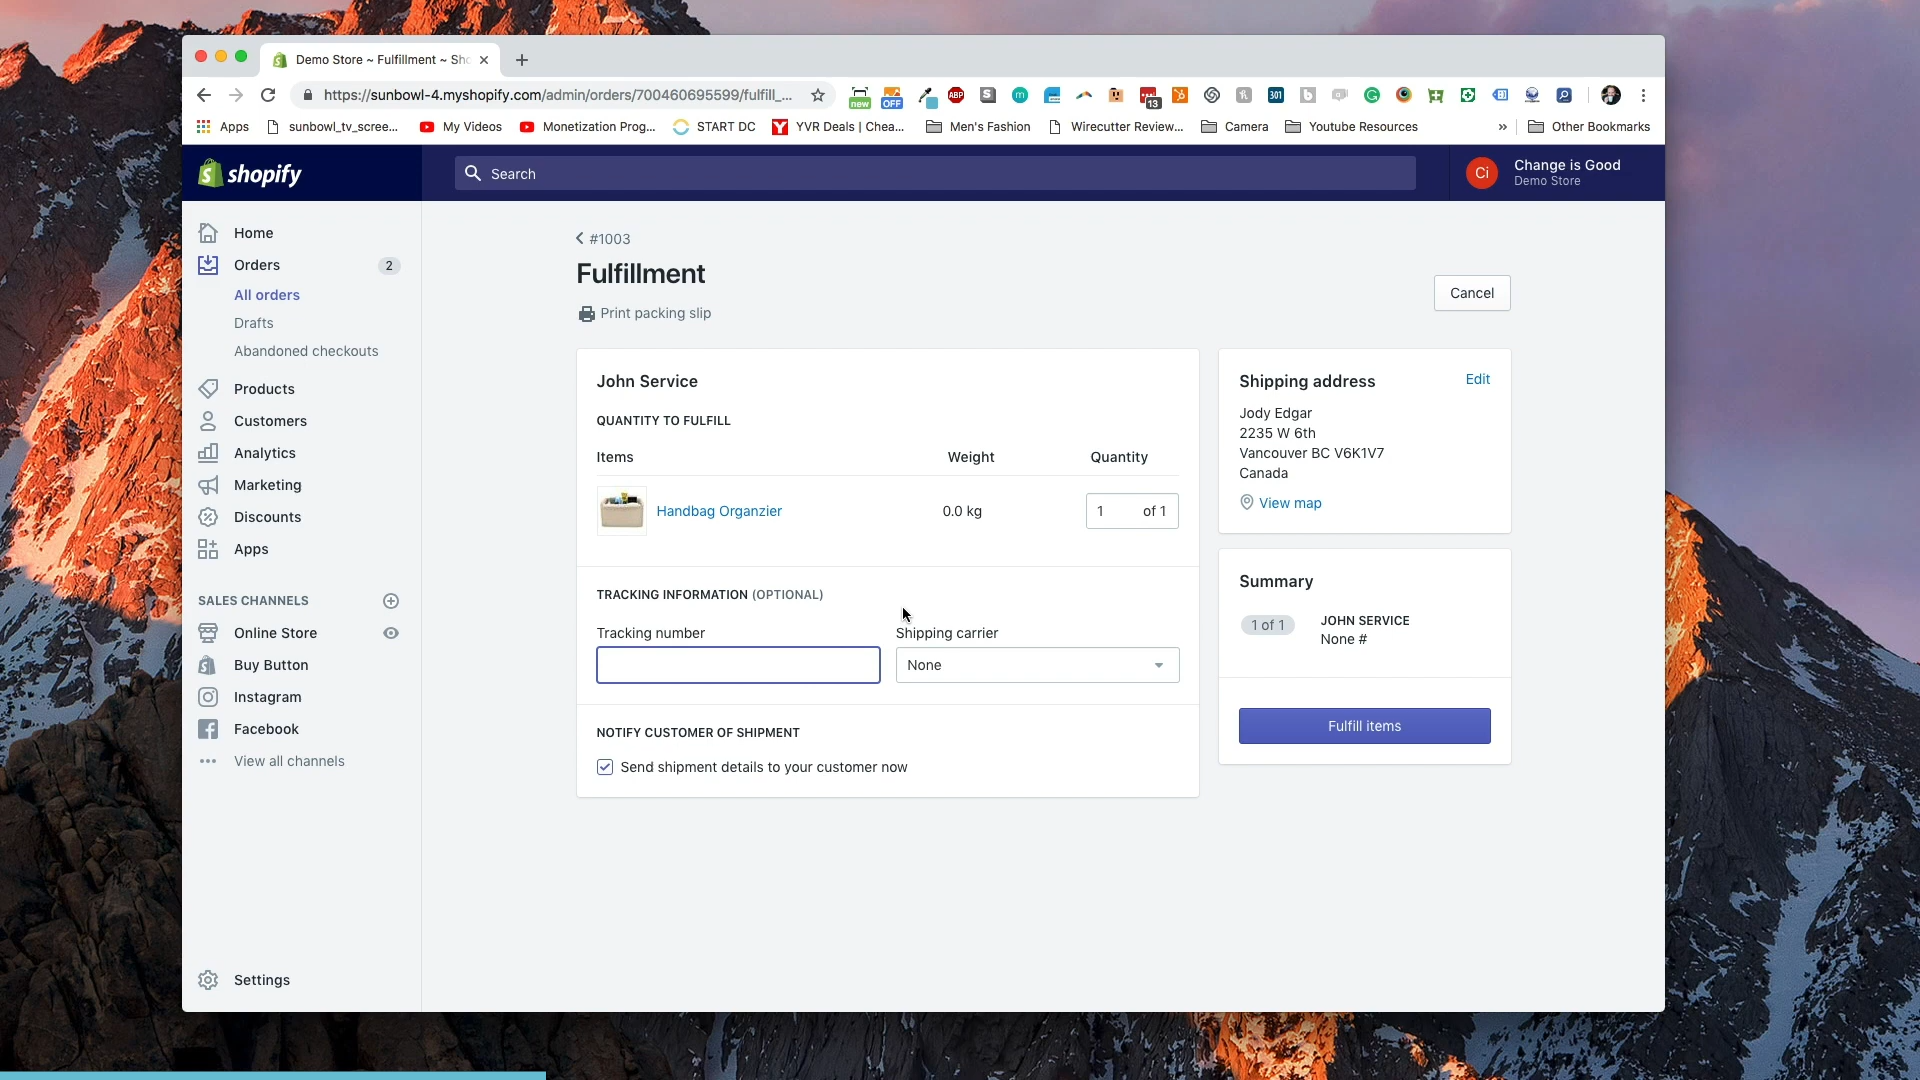 Demo Store ~ Fulfillment ~ Sho
https://sunbowl-4.myshopify.com/admin/orders/700460695599/fulfill_...
new
OFF
ABP
13
301
Apps
sunbowl_tv_scree...
My Videos
Monetization Prog...
START DC
YVR Deals | Chea...
Men's Fashion
Wirecutter Review...
Camera
Youtube Resources
»
Other Bookmarks
shopify
Search
Ci
Change is Good
Demo Store
Home
Orders
2
All orders
Drafts
Abandoned checkouts
Products
Customers
Analytics
Marketing
Discounts
Apps
SALES CHANNELS
Online Store
Buy Button
Instagram
Facebook
View all channels
Settings
#1003
Fulfillment
Print packing slip
Cancel
John Service
QUANTITY TO FULFILL
Items Weight Quantity
Handbag Organzier 0.0 kg 1 of 1
TRACKING INFORMATION (OPTIONAL)
Tracking number
Shipping carrier
None
NOTIFY CUSTOMER OF SHIPMENT
Send shipment details to your customer now
Shipping address
Edit
Jody Edgar
2235 W 6th
Vancouver BC V6K1V7
Canada
View map
Summary
1 of 1
JOHN SERVICE
None #
Fulfill items